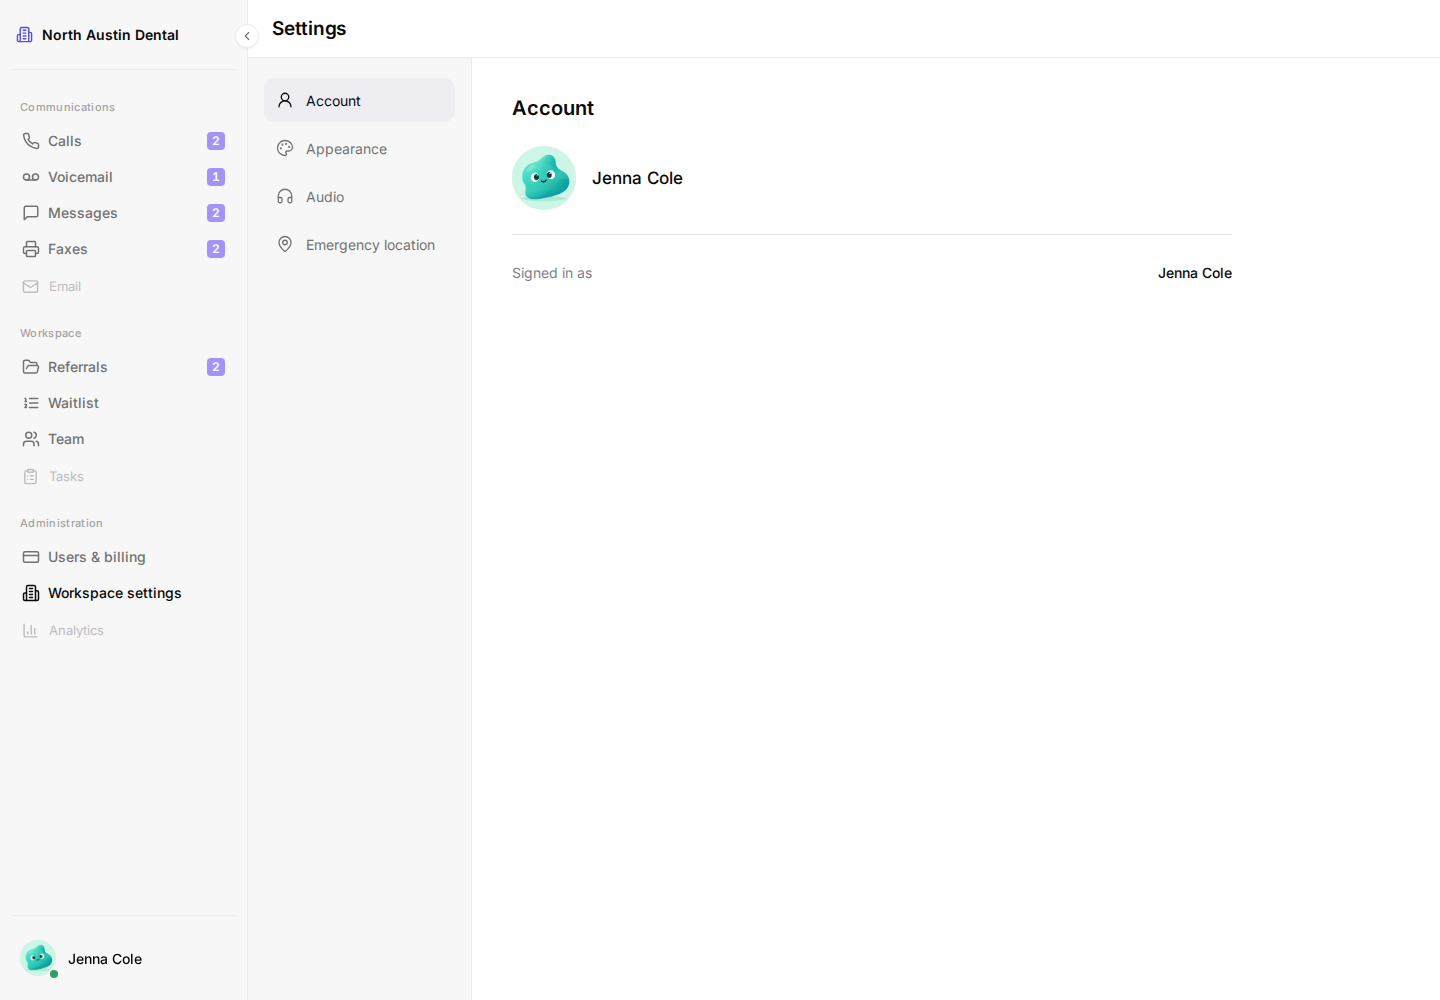 North Austin Dental
Settings
Communications
Calls 2
Voicemail 1
Messages 2
Faxes 2
Email
Workspace
Referrals 2
Waitlist
Team
Tasks
Administration
Users & billing
Workspace settings
Analytics
Jenna Cole
Account
Appearance
Audio
Emergency location
Account
Jenna Cole
Signed in as Jenna Cole